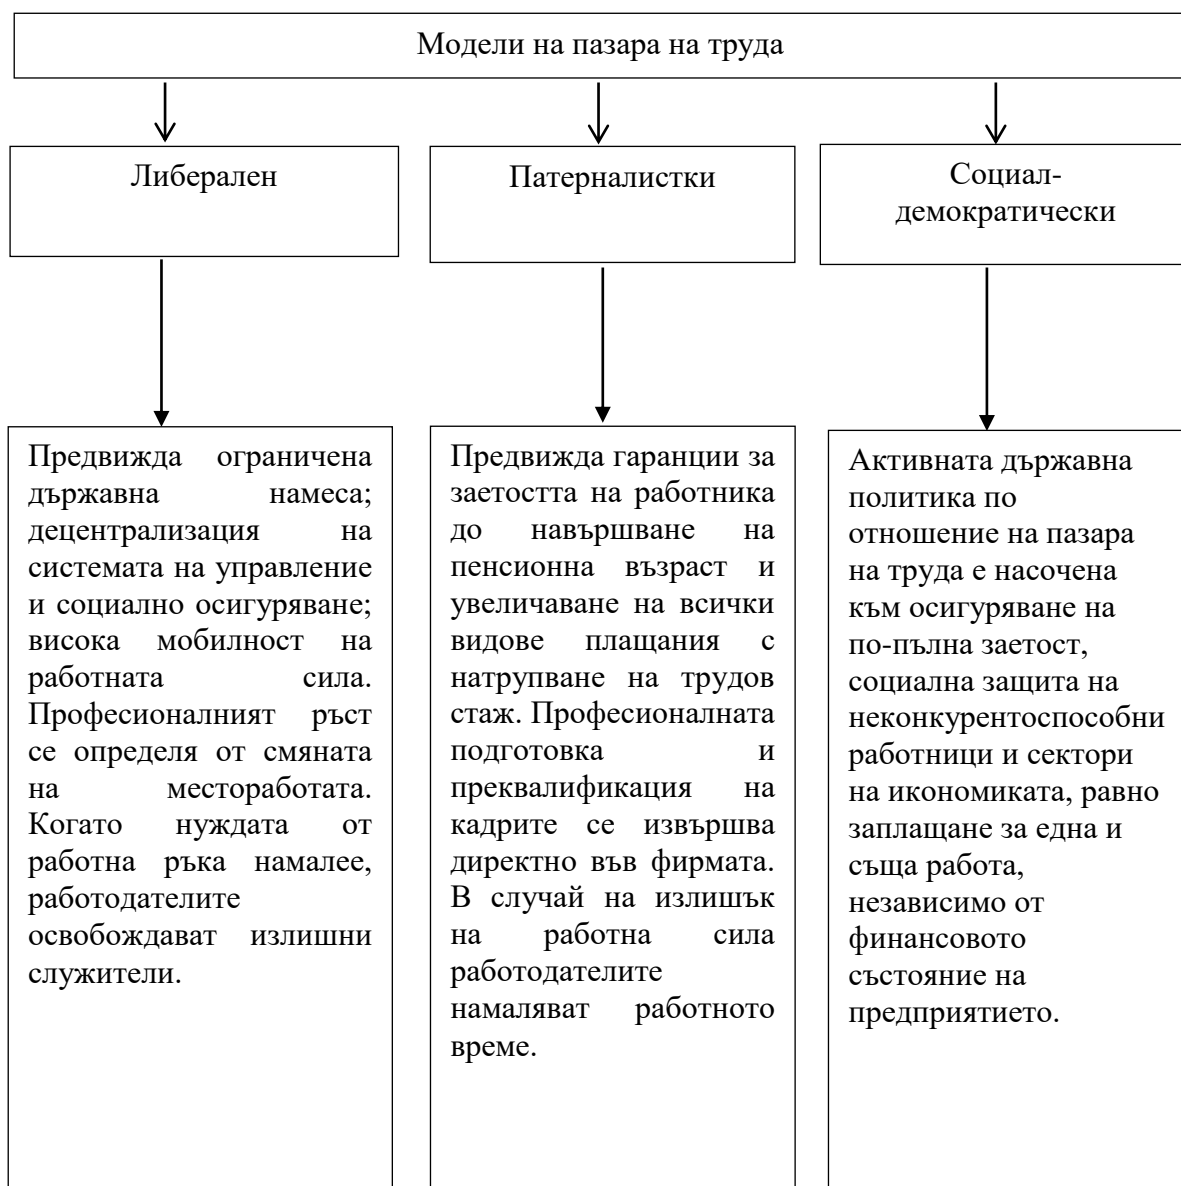 Модели на пазара на труда
Либерален
Патерналистки
Социал-
демократически
Предвижда ограничена
държавна намеса;
децентрализация на
системата на управление
и социално осигуряване;
висока мобилност на
работната сила.
Професионалният ръст
се определя от смяната
на местоработата.
Когато нуждата от
работна ръка намалее,
работодателите
освобождават излишни
служители.
Предвижда гаранции за
заетостта на работника
до навършване на
пенсионна възраст и
увеличаване на всички
видове плащания с
натрупване на трудов
стаж. Професионалната
подготовка и
преквалификация на
кадрите се извършва
директно във фирмата.
В случай на излишък
на работна сила
работодателите
намаляват работното
време.
Активната държавна
политика по
отношение на пазара
на труда е насочена
към осигуряване на
по-пълна заетост,
социална защита на
неконкурентоспособни
работници и сектори
на икономиката, равно
заплащане за една и
съща работа,
независимо от
финансовото
състояние на
предприятието.